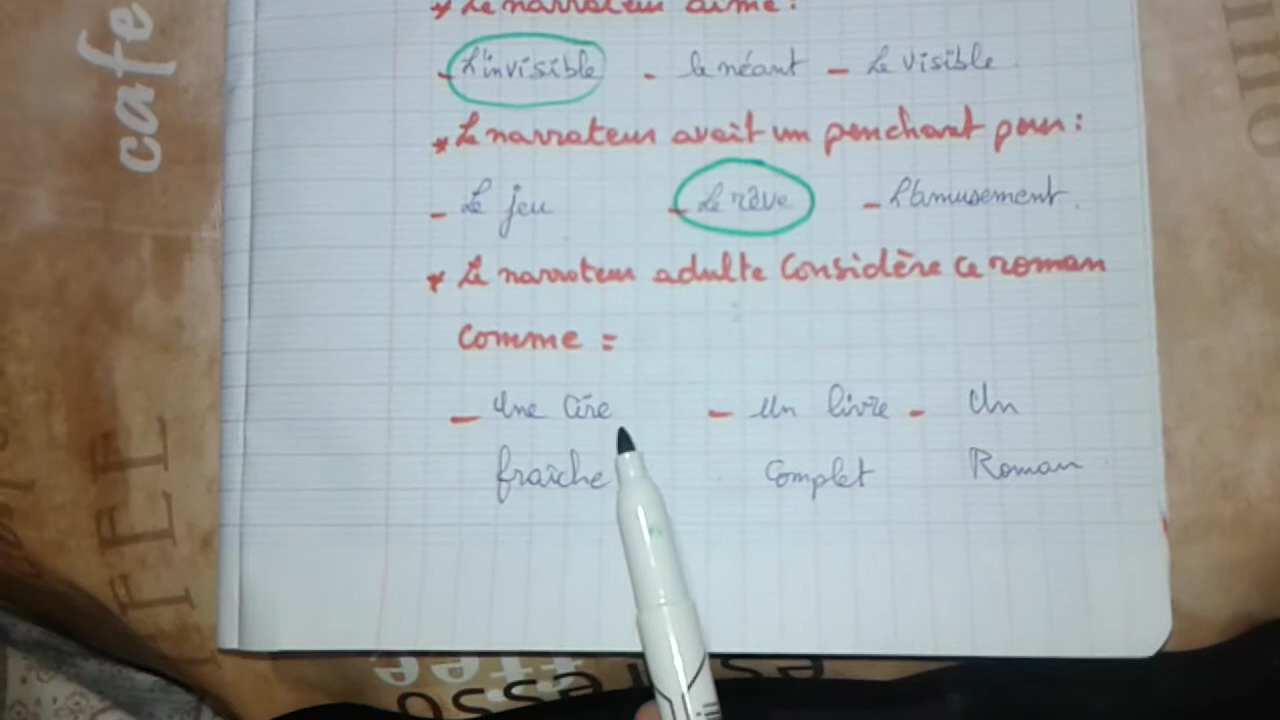 * Le narrateur aime :
- L'invisible - le néant - Le visible
* Le narrateur avait un penchant pour :
- Le jeu - Le rêve - L'amusement.
* Le narrateur adulte Considère ce roman
Comme =
- Une Cire - Un livre - Un
fraîche Complet Roman
cafe